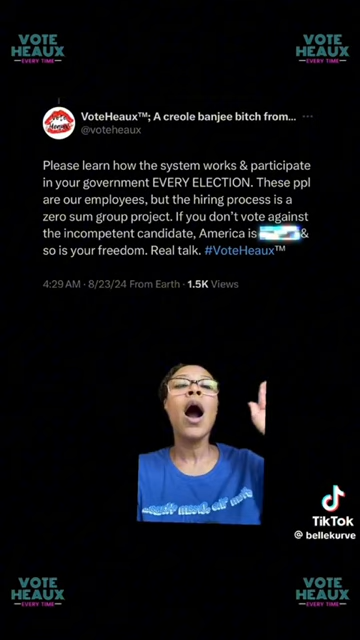 VOTE
HEAUX
EVERY TIME
VOTE
HEAUX
EVERY TIME
VoteHeaux™; A creole banjee bitch from...
@voteheaux
Please learn how the system works & participate
in your government EVERY ELECTION. These ppl
are our employees, but the hiring process is a
zero sum group project. If you don't vote against
the incompetent candidate, America is &
so is your freedom. Real talk. #VoteHeaux™
4:29 AM · 8/23/24 From Earth · 1.5K Views
TikTok
@ bellekurve
VOTE
HEAUX
EVERY TIME
VOTE
HEAUX
EVERY TIME